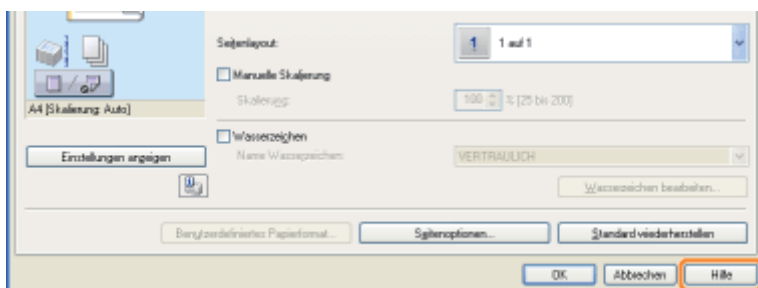 Seitenlayout:
1 1 auf 1
Manuelle Skalierung
Skalierung: 100 % [25 bis 200]
A4 [Skalierung: Auto]
Wasserzeichen
Name Wasserzeichen: VERTRAULICH
Einstellungen anzeigen
Wasserzeichen bearbeiten...
Benutzerdefiniertes Papierformat... Seitenoptionen... Standard wiederherstellen
OK Abbrechen Hilfe